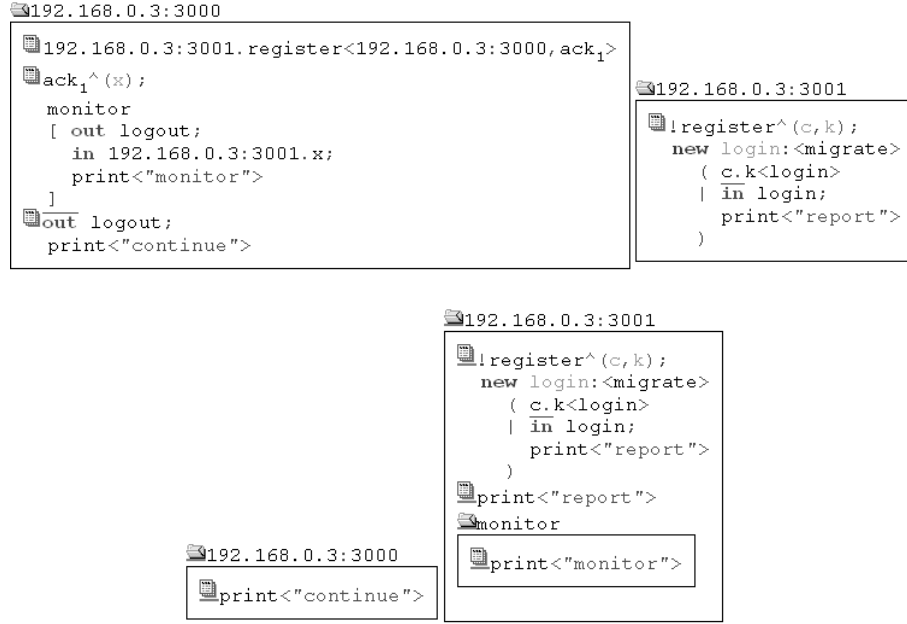 192.168.0.3:3000
192.168.0.3:3001.register<192.168.0.3:3000,ack₁>
ack₁^(x);
monitor
[ out logout;
in 192.168.0.3:3001.x;
print<"monitor">
]
out logout;
print<"continue">
192.168.0.3:3001
!register^(c,k);
new login:<migrate>
( c.k<login>
| in login;
print<"report">
)
192.168.0.3:3001
!register^(c,k);
new login:<migrate>
( c.k<login>
| in login;
print<"report">
)
print<"report">
monitor
print<"monitor">
192.168.0.3:3000
print<"continue">